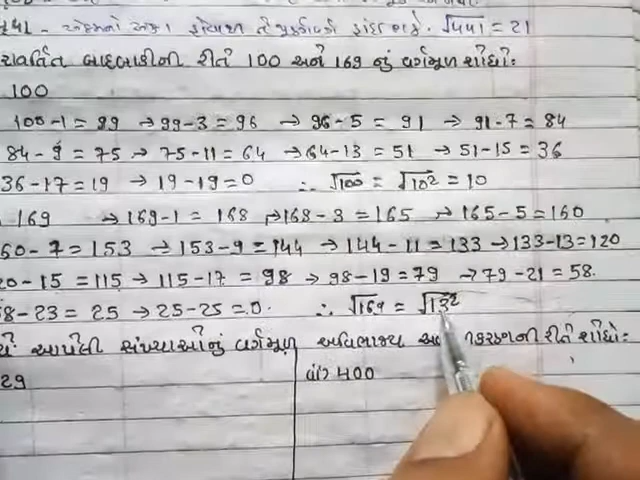 √441 = 21
બાદબાકીની રીતે 100 અને 169 નું વર્ગમૂળ શોધો:
100
100-1 = 99 → 99-3 = 96 → 96-5 = 91 → 91-7 = 84
84-9 = 75 → 75-11 = 64 → 64-13 = 51 → 51-15 = 36
36-17 = 19 → 19-19 = 0 ∴ √100 = √10² = 10
169 → 169-1 = 168 → 168-3 = 165 → 165-5 = 160
60-7 = 153 → 153-9 = 144 → 144-11 = 133 → 133-13 = 120
20-15 = 115 → 115-17 = 98 → 98-19 = 79 → 79-21 = 58.
8-23 = 25 → 25-25 = 0. ∴ √169 = √13²
આપેલી સંખ્યાઓનું વર્ગમૂળ અવિભાજ્ય રીતે શોધો:
29
400